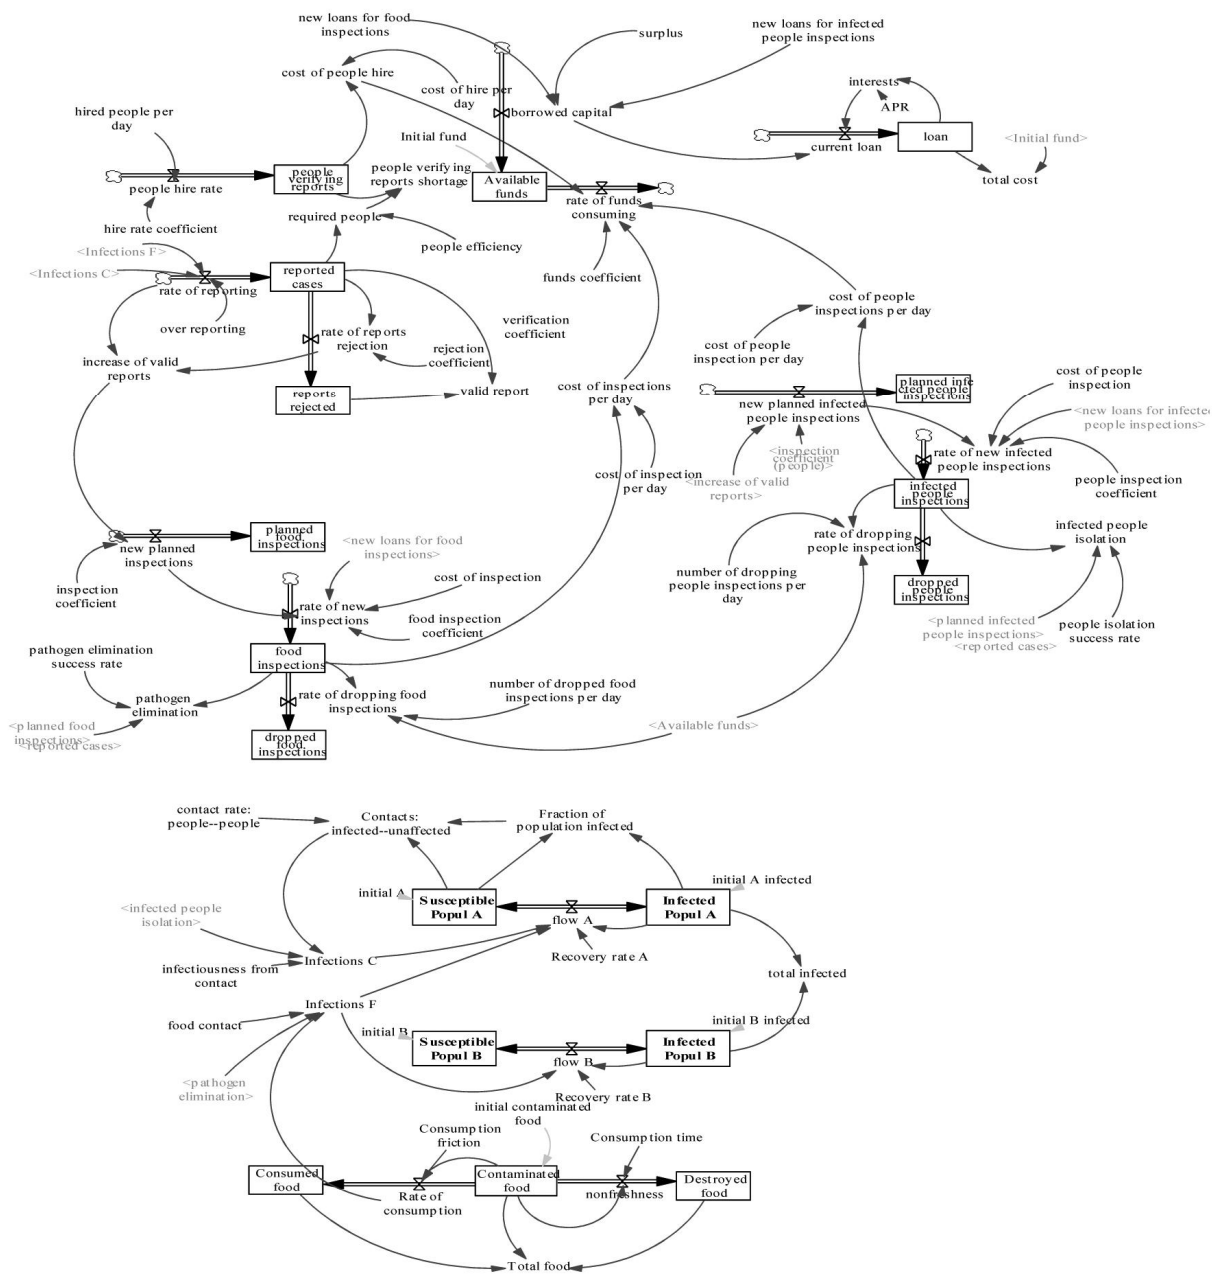 new loans for food
inspections
surplus
new loans for infected
people inspections
cost of people hire
cost of hire per
day
borrowed capital
interests
APR
loan
current loan
<Initial fund>
total cost
hired people per
day
Initial fund
people hire rate
people
verifying
reports
people verifying
reports shortage
Available
funds
rate of funds
consuming
hire rate coefficient
required people
people efficiency
funds coefficient
<Infections F>
<Infections C>
rate of reporting
reported
cases
over reporting
rate of reports
rejection
verification
coefficient
rejection
coefficient
increase of valid
reports
reports
rejected
valid report
cost of inspections
per day
cost of people
inspections per day
cost of people
inspection per day
planned infe
cted people
inspections
cost of people
inspection
new planned infected
people inspections
<new loans for infected
people inspections>
<inspection
coefficient
(people)>
<increase of valid
reports>
cost of inspection
per day
rate of new infected
people inspections
people inspection
coefficient
infected
people
inspections
planned
food
inspections
new planned
inspections
<new loans for food
inspections>
rate of dropping
people inspections
infected people
isolation
inspection
coefficient
cost of inspection
number of dropping
people inspections per
day
dropped
people
inspections
rate of new
inspections
food inspection
coefficient
<planned infected
people inspections>
<reported cases>
people isolation
success rate
pathogen elimination
success rate
food
inspections
pathogen
elimination
rate of dropping food
inspections
number of dropped food
inspections per day
<planned food
inspections>
<reported cases>
<Available funds>
dropped
food
inspections
contact rate:
people--people
Contacts:
infected--unaffected
Fraction of
population infected
initial A
Susceptible
Popul A
flow A
Infected
Popul A
initial A infected
<infected people
isolation>
Infections C
Recovery rate A
infectiousness from
contact
total infected
Infections F
food contact
initial B
Susceptible
Popul B
flow B
Infected
Popul B
initial B infected
<pathogen
elimination>
Recovery rate B
initial contaminated
food
Consumption
friction
Consumption time
Consumed
food
Contaminated
food
Destroyed
food
Rate of
consumption
nonfreshness
Total food